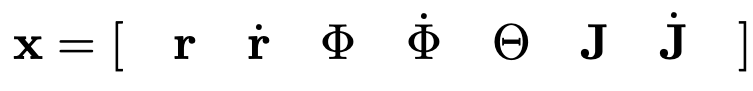 𝐱 = [ 𝐫 𝐫̇ Φ Φ̇ Θ 𝐉 𝐉̇ ]